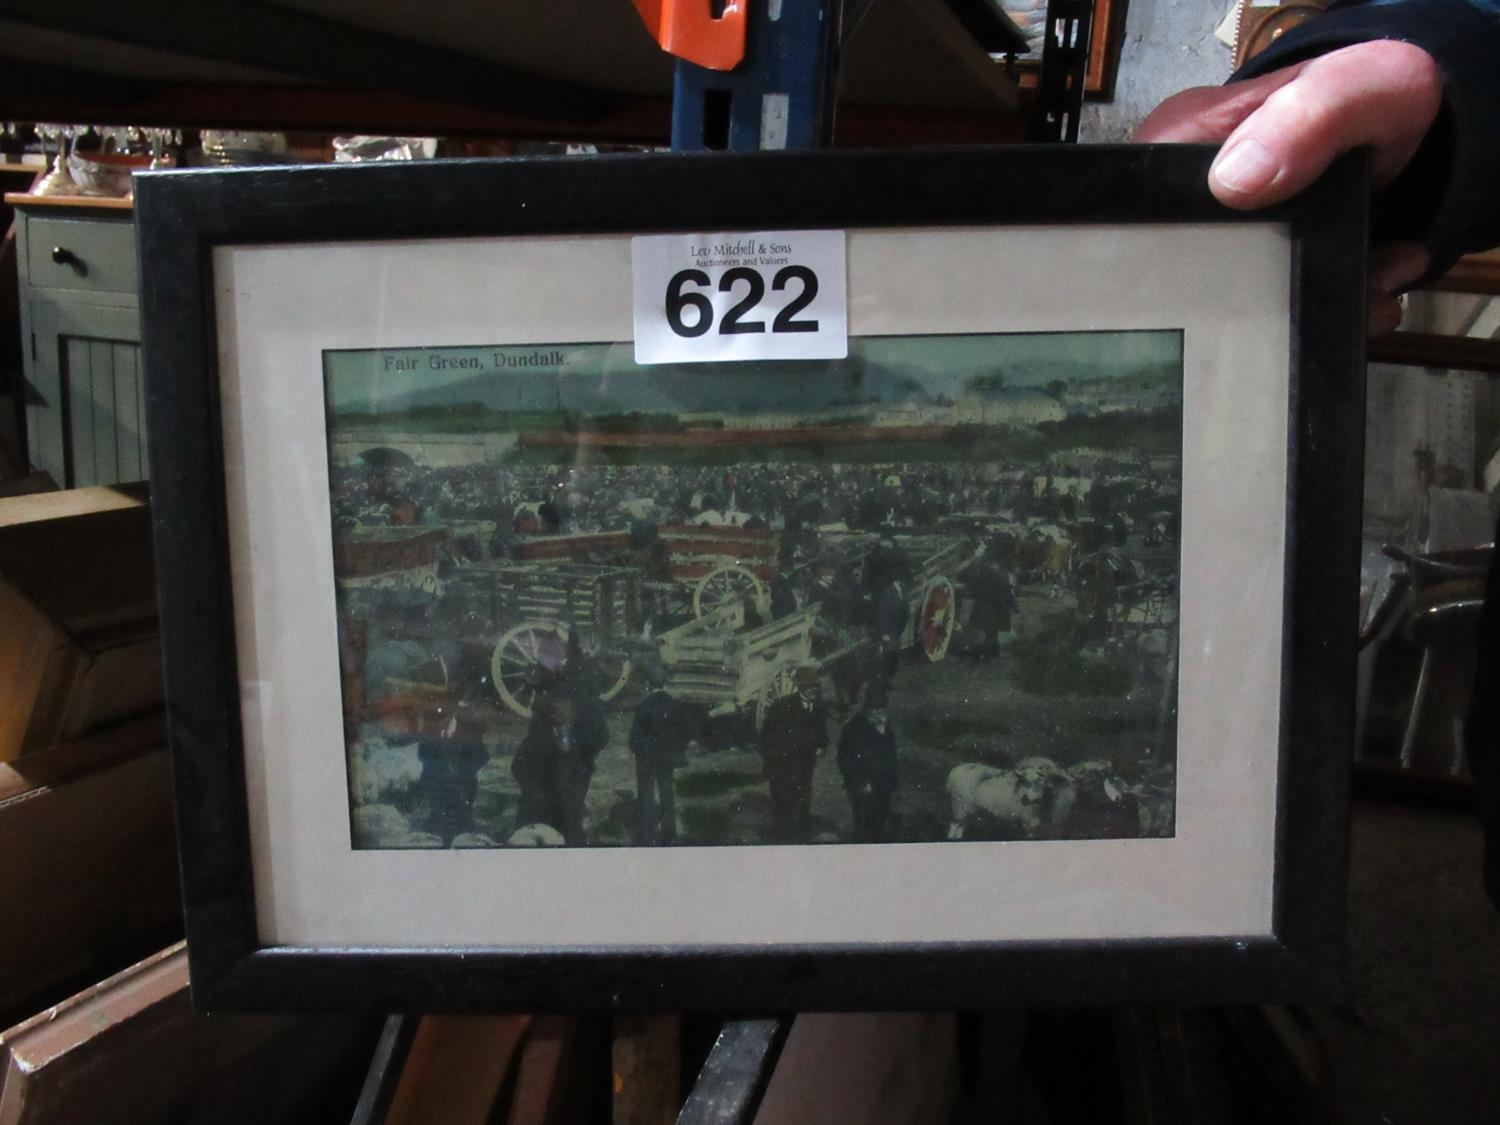 Lev Mitchell & Sons
Auctioneers and Valuers
622
Fair Green, Dundalk.